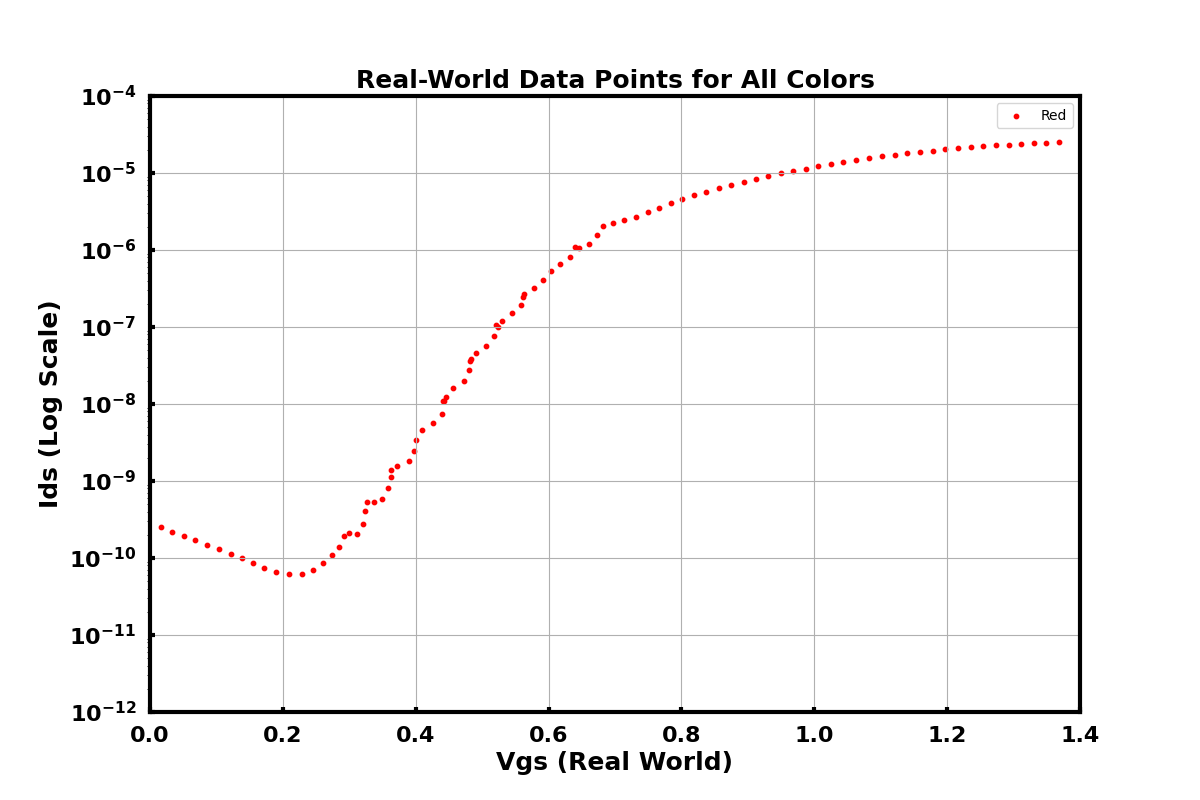 Real-World Data Points for All Colors
Red
Ids (Log Scale)
10⁻⁴
10⁻⁵
10⁻⁶
10⁻⁷
10⁻⁸
10⁻⁹
10⁻¹⁰
10⁻¹¹
10⁻¹²
0.0 0.2 0.4 0.6 0.8 1.0 1.2 1.4
Vgs (Real World)